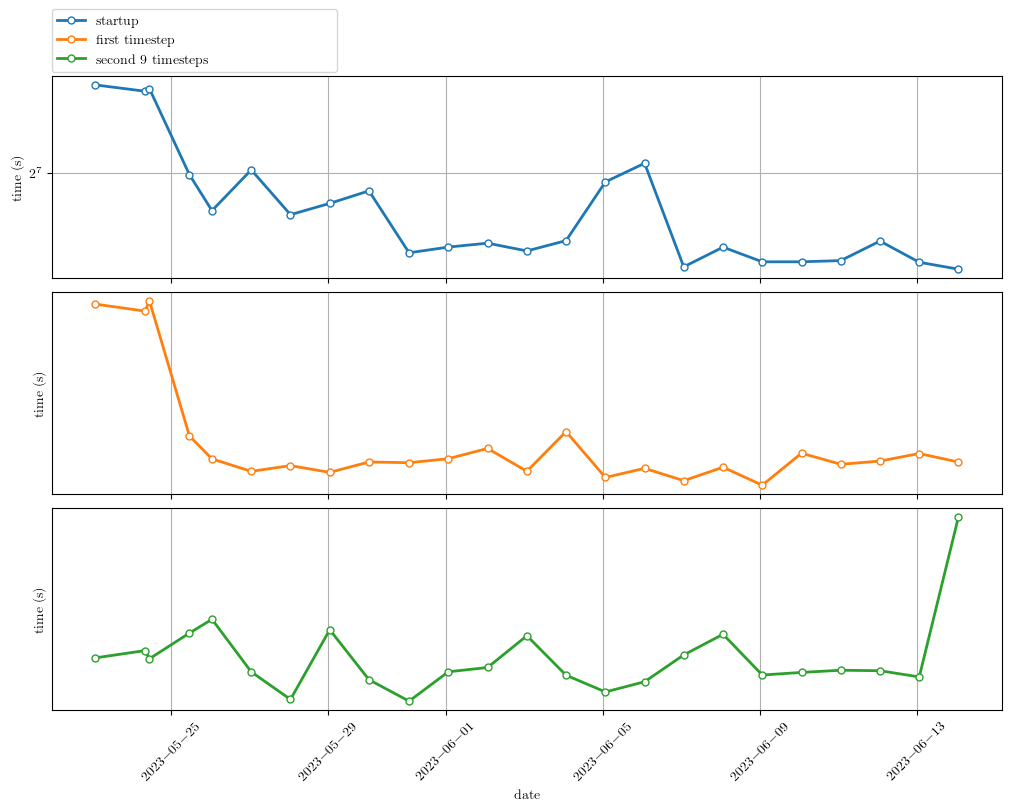 startup
first timestep
second 9 timesteps
time (s)
2⁷
time (s)
time (s)
2023−05−25
2023−05−29
2023−06−01
2023−06−05
2023−06−09
2023−06−13
date